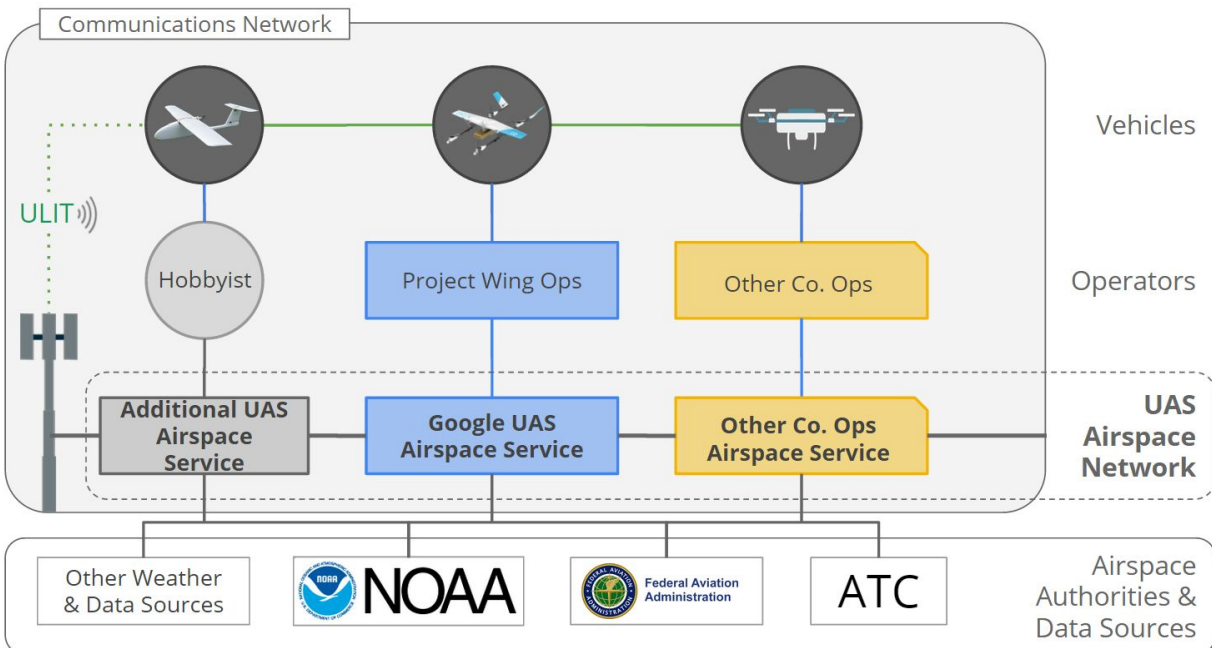 Communications Network
Vehicles
ULIT
Hobbyist
Project Wing Ops
Other Co. Ops
Operators
Additional UAS
Airspace
Service
Google UAS
Airspace Service
Other Co. Ops
Airspace Service
UAS
Airspace
Network
Other Weather
& Data Sources
NOAA
NOAA
Federal Aviation
Administration
ATC
Airspace
Authorities &
Data Sources